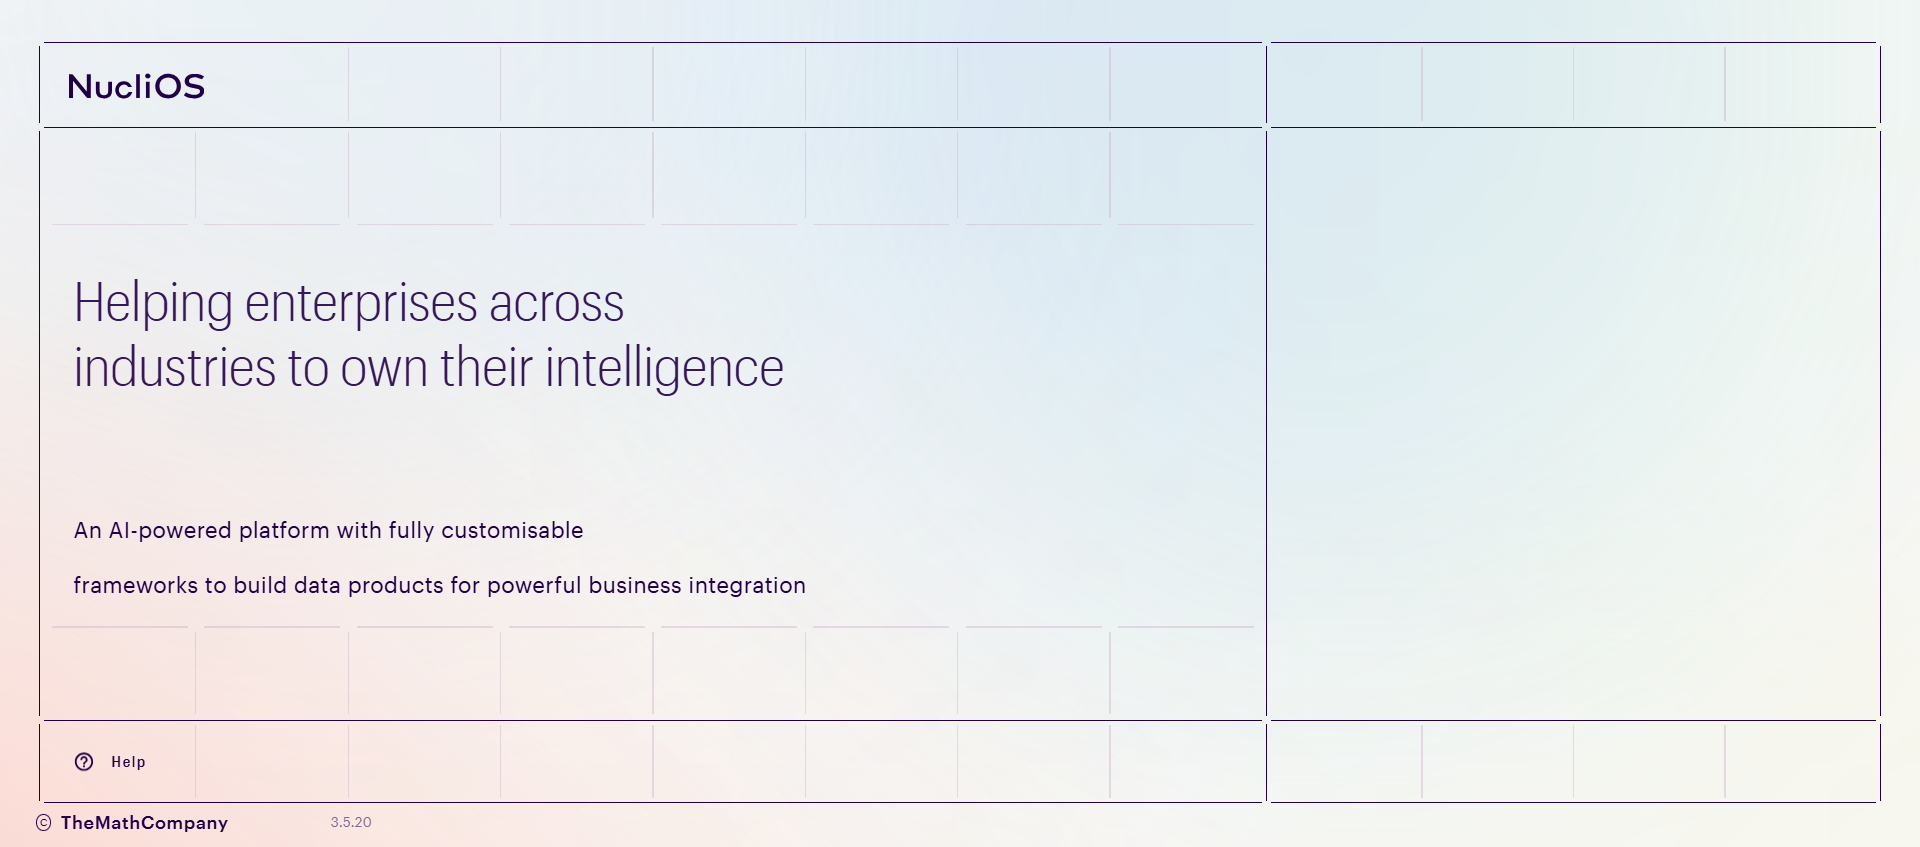 NucliOS
Helping enterprises across
industries to own their intelligence
An AI-powered platform with fully customisable
frameworks to build data products for powerful business integration
Help
© TheMathCompany
3.5.20